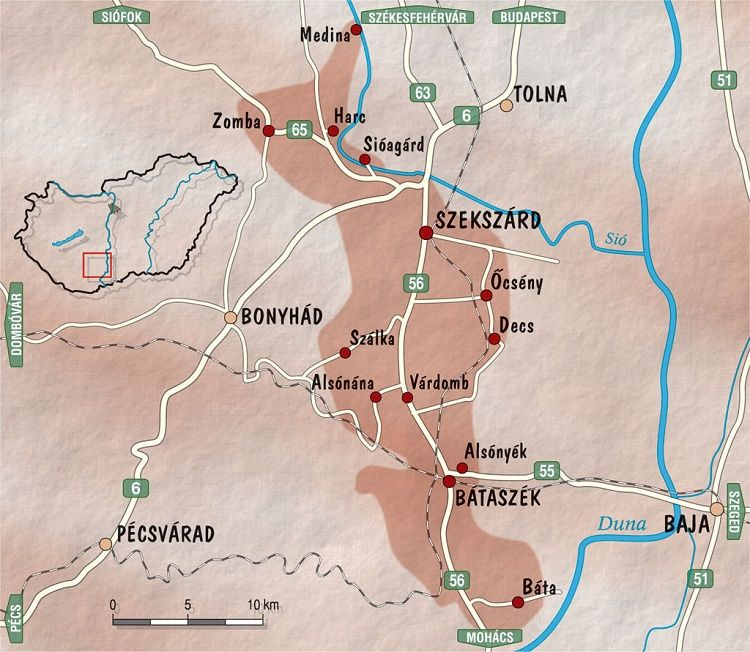 SIÓFOK
SZÉKESFEHÉRVÁR
BUDAPEST
Medina
51
63
TOLNA
6
Zomba
65
Harc
Sióagárd
SZEKSZÁRD
Sió
56
Őcsény
DOMBÓVÁR
BONYHÁD
Decs
Szálka
Alsónána
Várdomb
Alsónyék
55
6
BÁTASZÉK
SZEGED
Duna
BAJA
PÉCSVÁRAD
56
51
Báta
PÉCS
0 5 10 km
MOHÁCS